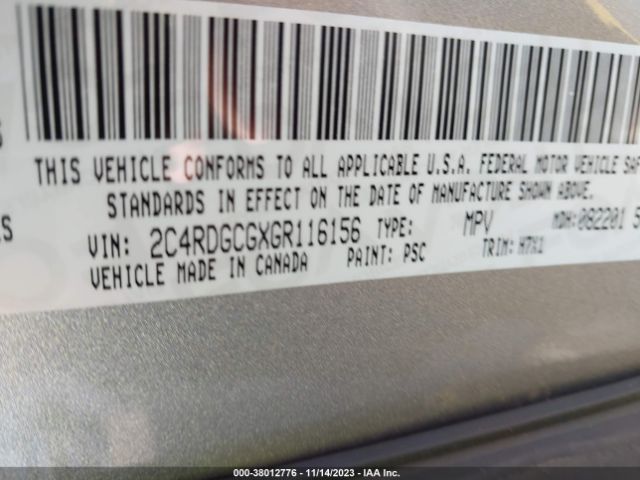 THIS VEHICLE CONFORMS TO ALL APPLICABLE U.S.A. FEDERAL MOTOR VEHICLE SAF
STANDARDS IN EFFECT ON THE DATE OF MANUFACTURE SHOWN ABOVE.
ES VIN: 2C4RDGCGXGR116156 TYPE: MPV MDH: 082201 5
VEHICLE MADE IN CANADA PAINT: PSC TRIM: H7X1
000-38012776 - 11/14/2023 - IAA Inc.